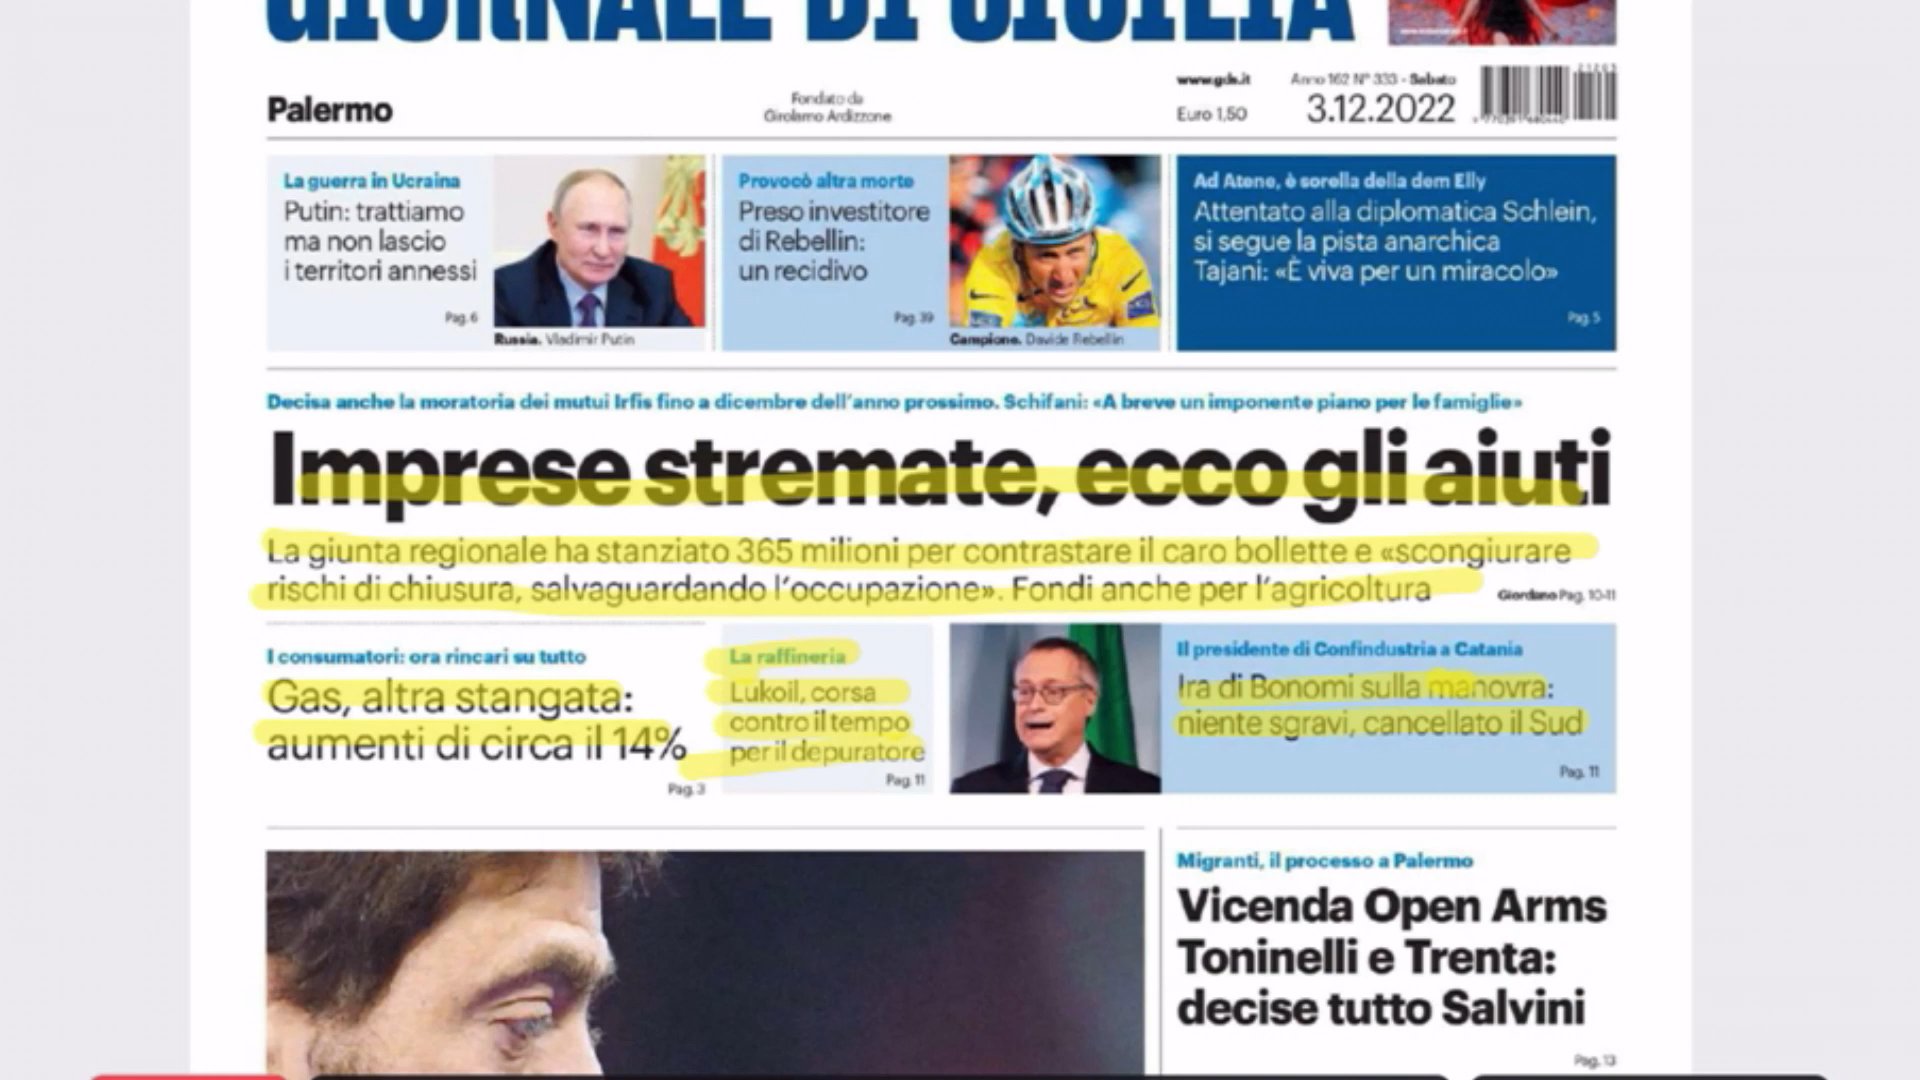 GIORNALE DI SICILIA
Palermo
Fondato da
Girolamo Ardizzone
www.gds.it
Euro 1,50
Anno 162 N° 333 - Sabato
3.12.2022
La guerra in Ucraina
Putin: trattiamo
ma non lascio
i territori annessi
Pag. 6
Russia. Vladimir Putin
Provocò altra morte
Preso investitore
di Rebellin:
un recidivo
Pag. 39
Campione. Davide Rebellin
Ad Atene, è sorella della dem Elly
Attentato alla diplomatica Schlein,
si segue la pista anarchica
Tajani: «È viva per un miracolo»
Pag. 5
Decisa anche la moratoria dei mutui Irfis fino a dicembre dell'anno prossimo. Schifani: «A breve un imponente piano per le famiglie»
Imprese stremate, ecco gli aiuti
La giunta regionale ha stanziato 365 milioni per contrastare il caro bollette e «scongiurare
rischi di chiusura, salvaguardando l'occupazione». Fondi anche per l'agricoltura
Giordano Pag. 10-11
I consumatori: ora rincari su tutto
Gas, altra stangata:
aumenti di circa il 14%
Pag. 3
La raffineria
Lukoil, corsa
contro il tempo
per il depuratore
Pag. 11
Il presidente di Confindustria a Catania
Ira di Bonomi sulla manovra:
niente sgravi, cancellato il Sud
Pag. 11
Migranti, il processo a Palermo
Vicenda Open Arms
Toninelli e Trenta:
decise tutto Salvini
Pag. 13